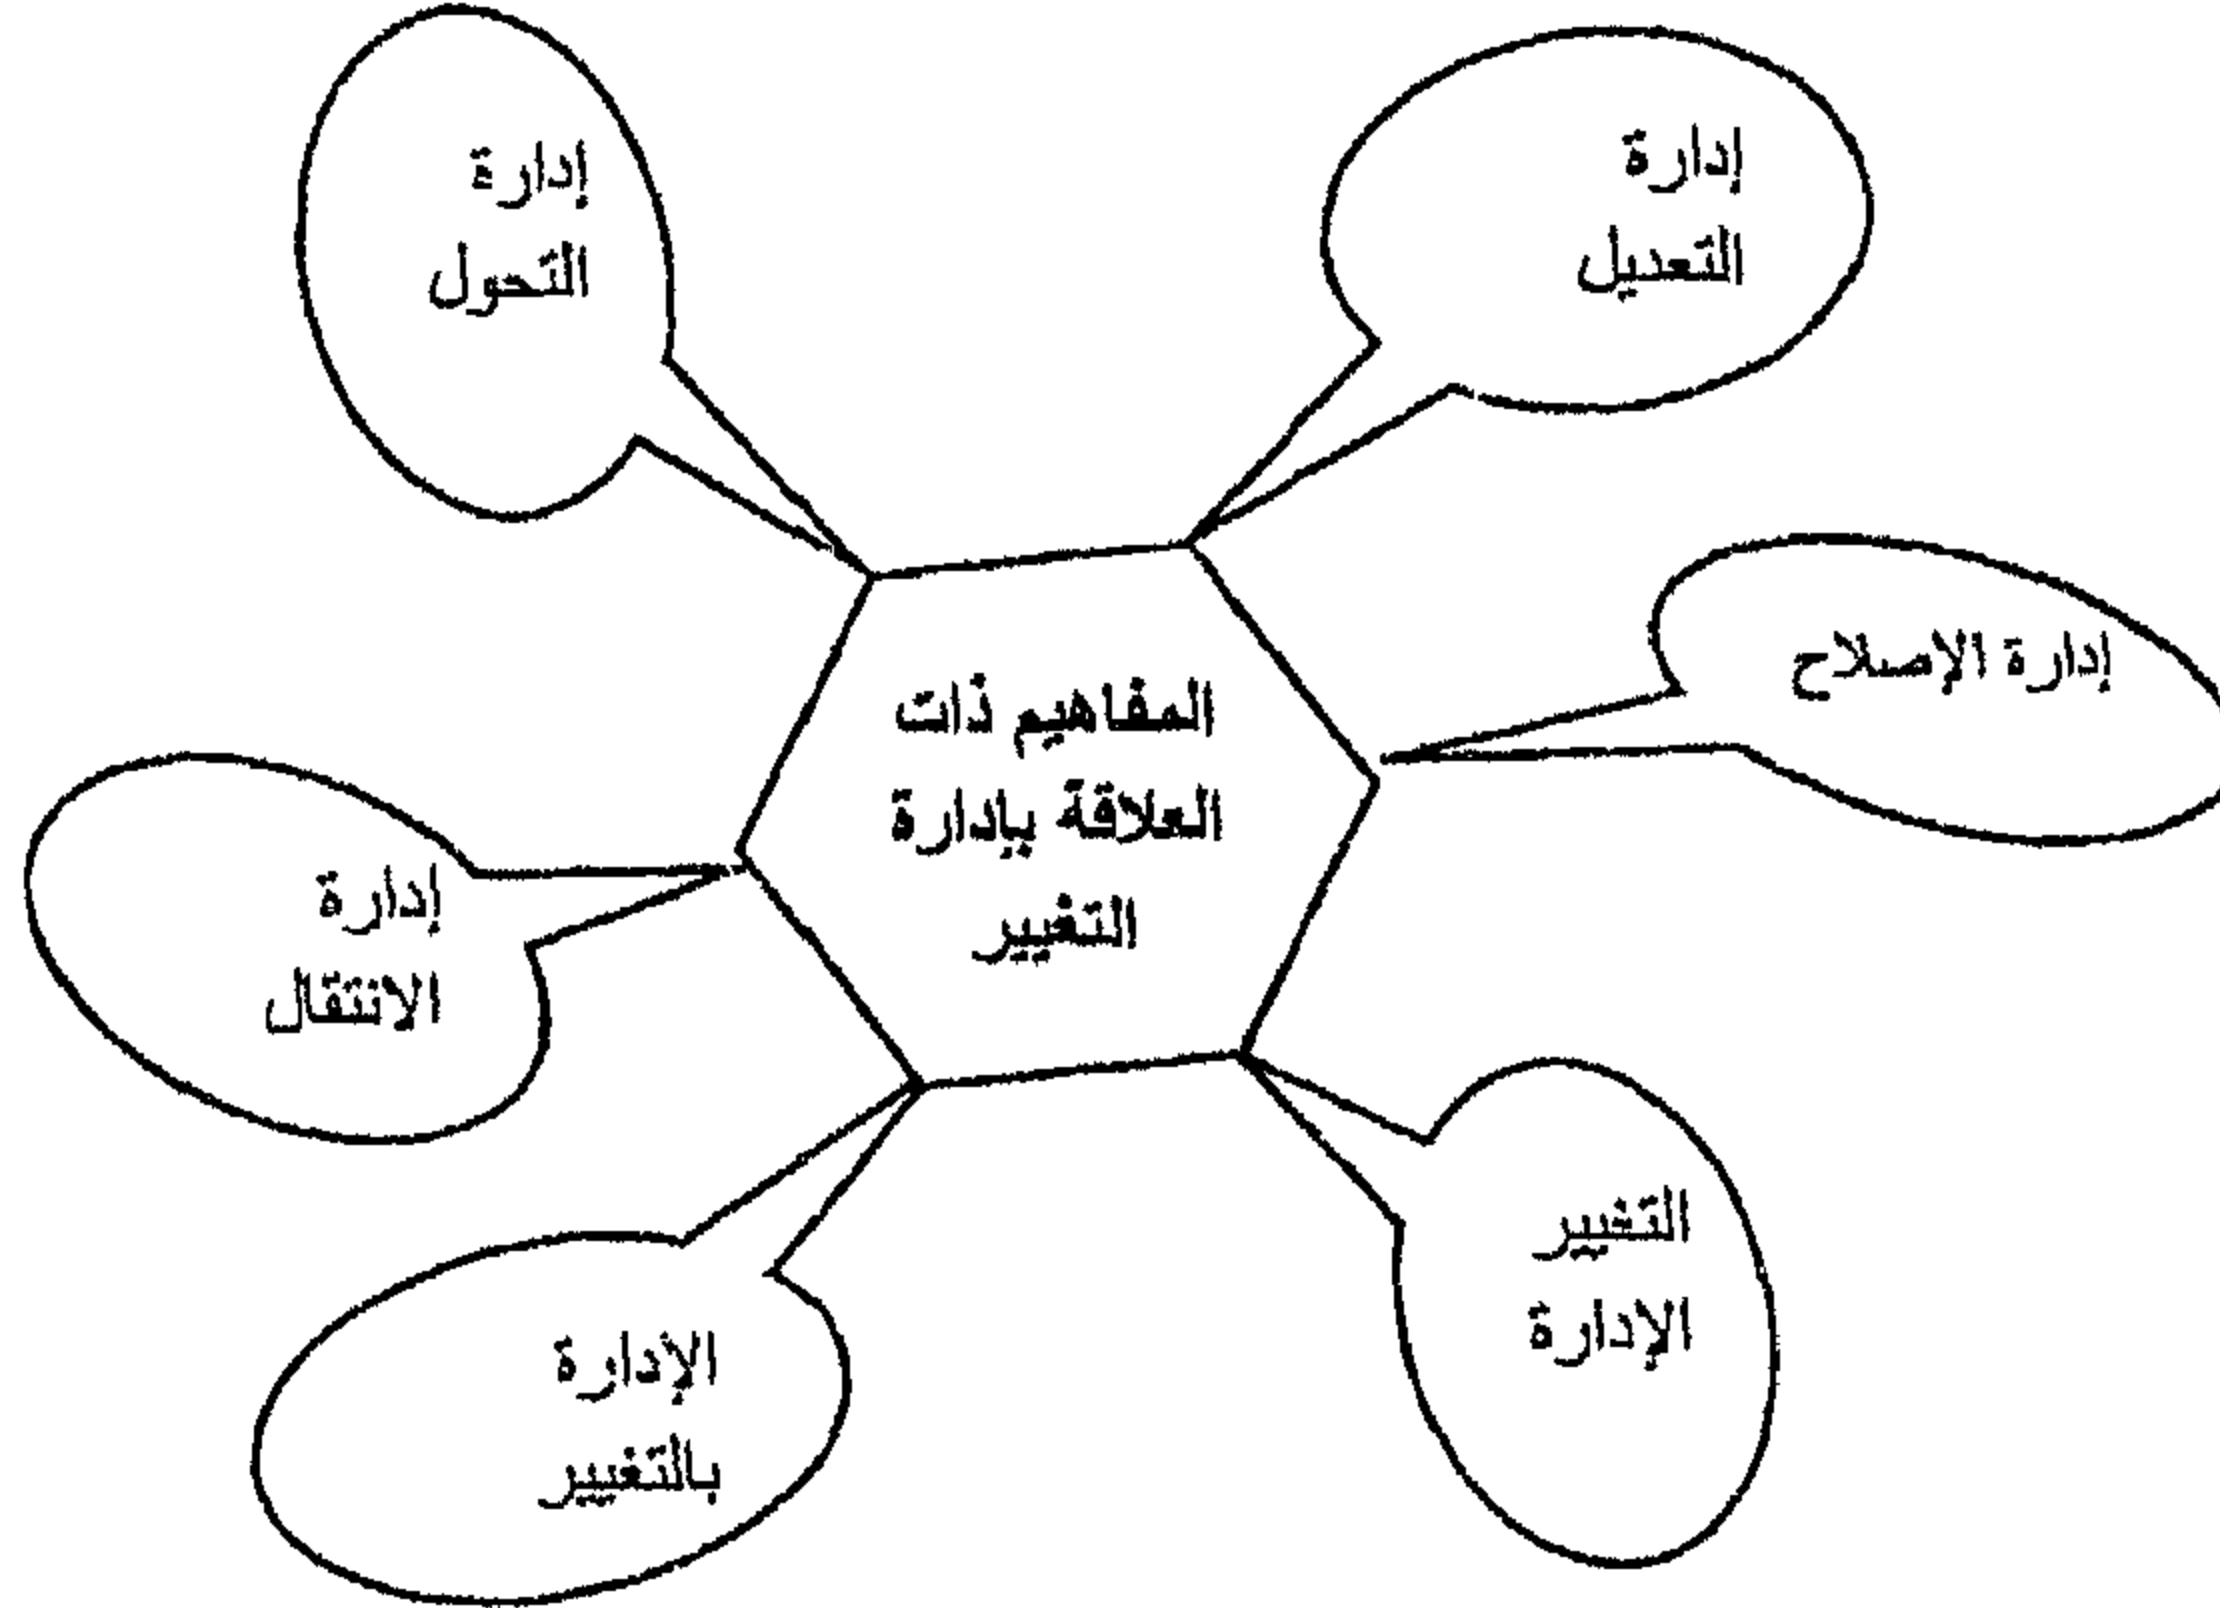 إدارة
التعديل
إدارة
التحول
إدارة الإصلاح
المفاهيم ذات
العلاقة بإدارة
التغيير
إدارة
الانتقال
التغيير
الإدارة
الإدارة
بالتغيير